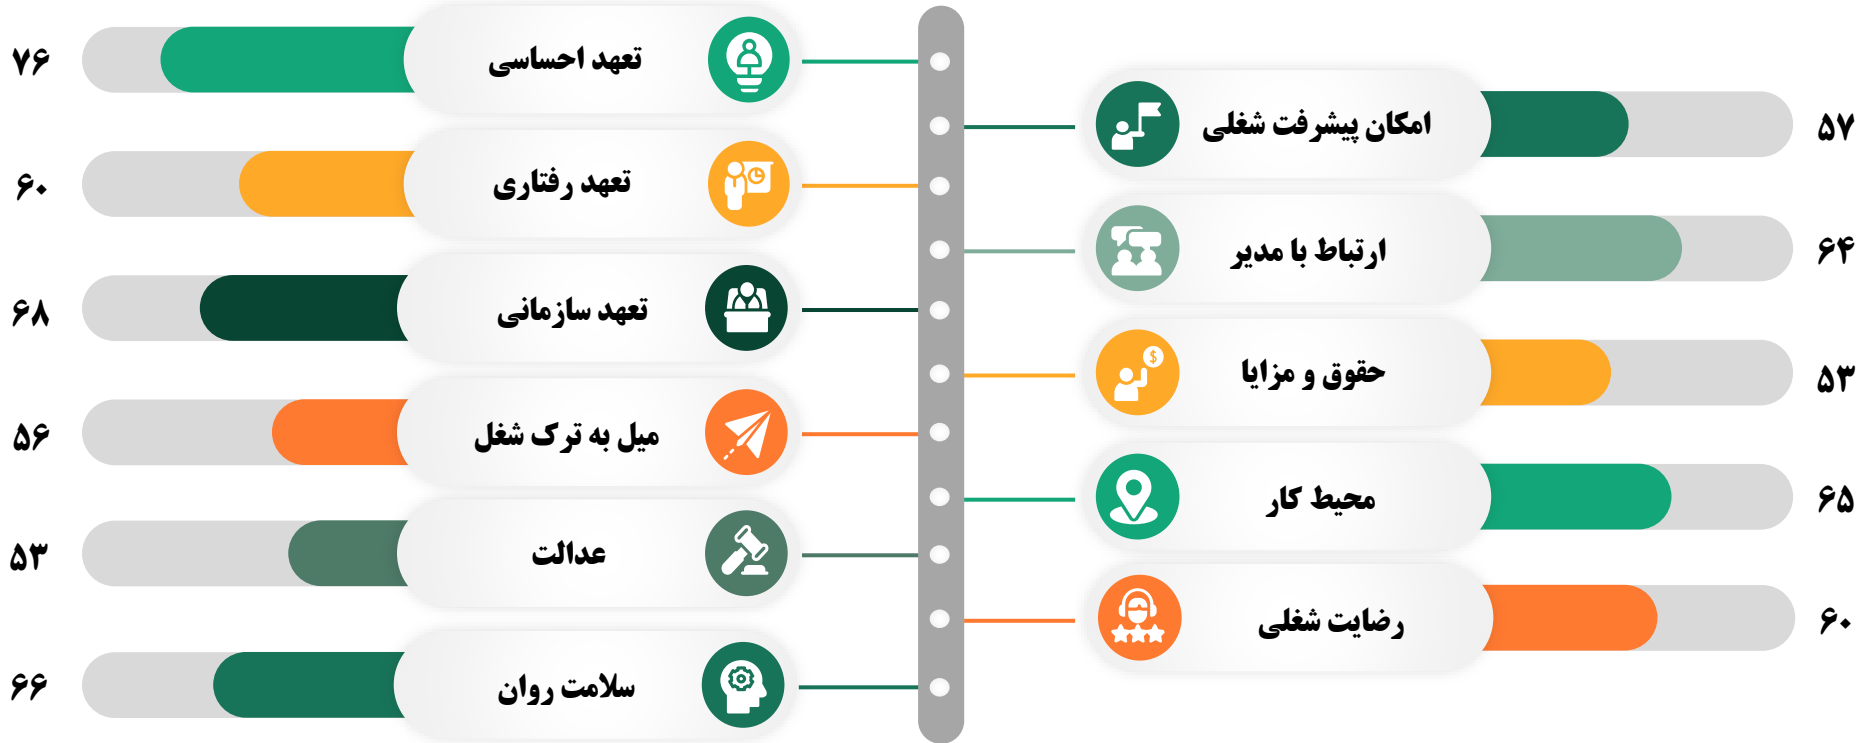 امکان پیشرفت شغلی
۵۷
ارتباط با مدیر
۶۴
حقوق و مزایا
۵۳
محیط کار
۶۵
رضایت شغلی
۶۰
تعهد احساسی
۷۶
تعهد رفتاری
۶۰
تعهد سازمانی
۶۸
میل به ترک شغل
۵۶
عدالت
۵۳
سلامت روان
۶۶